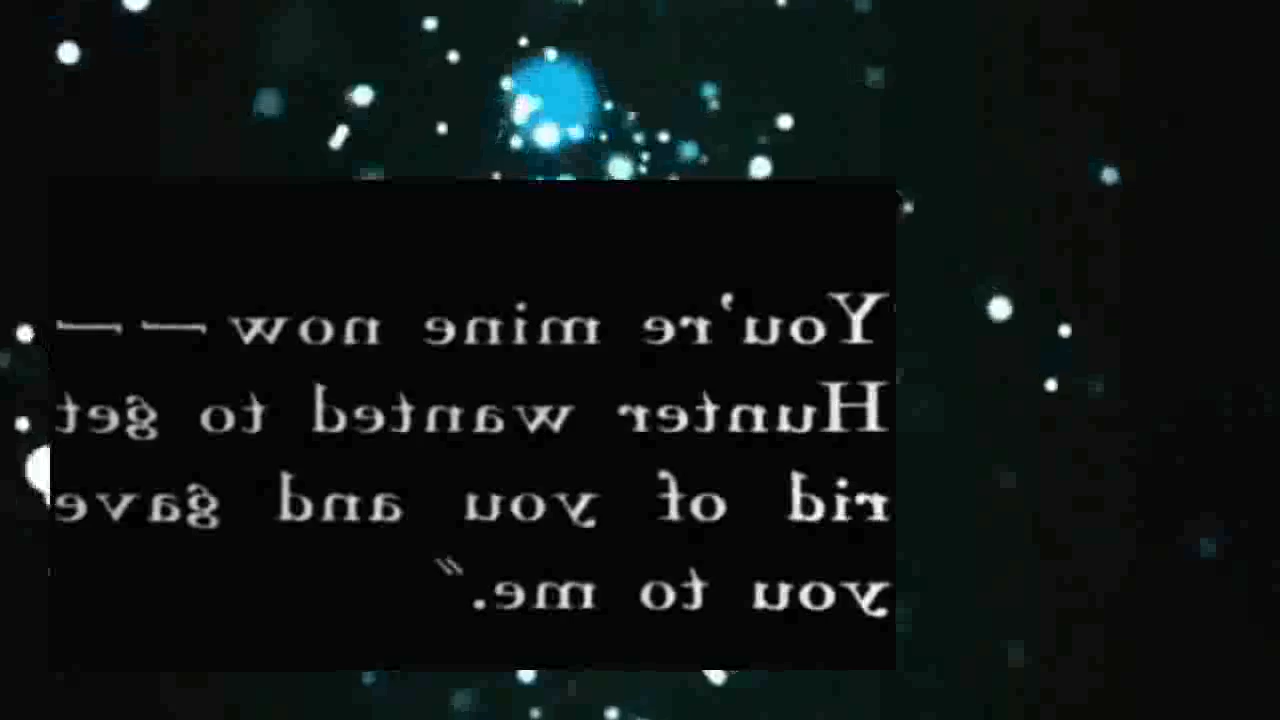 You're mine now — —
Hunter wanted to get
rid of you and gave
you to me."